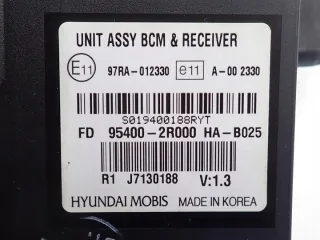 UNIT ASSY BCM & RECEIVER
E11 97RA-012330 e11 A-00 2330
S019400188RYT
FD 95400-2R000 HA-B025
R1 J7130188 V:1.3
HYUNDAI MOBIS MADE IN KOREA